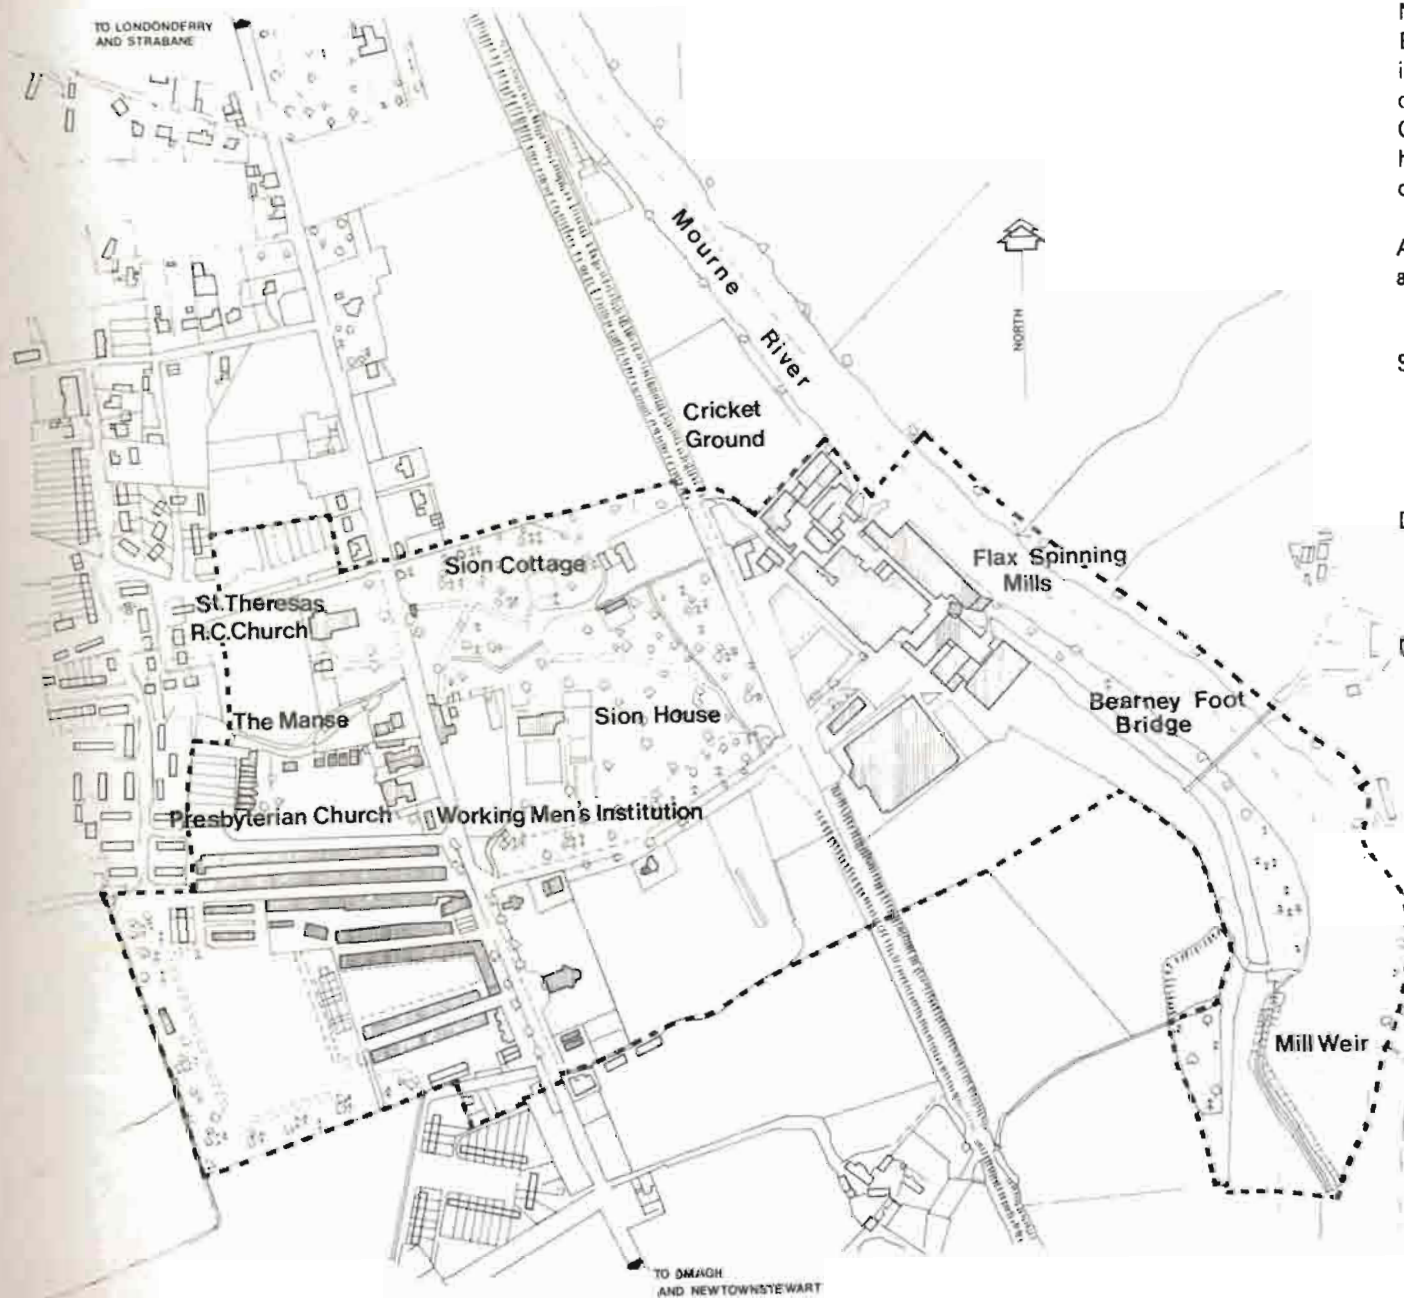 TO LONDONDERRY
AND STRABANE
Mourne
River
NORTH
Cricket
Ground
Sion Cottage
Flax Spinning
Mills
St.Theresas
R.C.Church
Bearney Foot
Bridge
The Manse
Sion House
Presbyterian Church
Working Men's Institution
Mill Weir
TO OMAGH
AND NEWTOWNSTEWART